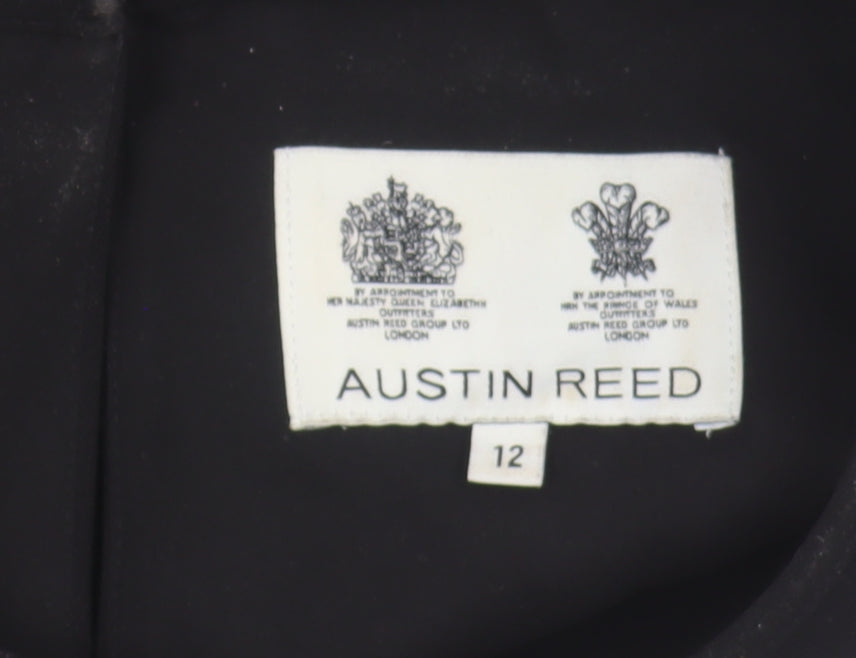 BY APPOINTMENT TO
HER MAJESTY QUEEN ELIZABETH II
OUTFITTERS
AUSTIN REED GROUP LTD
LONDON
BY APPOINTMENT TO
HRH THE PRINCE OF WALES
OUTFITTERS
AUSTIN REED GROUP LTD
LONDON
AUSTIN REED
12